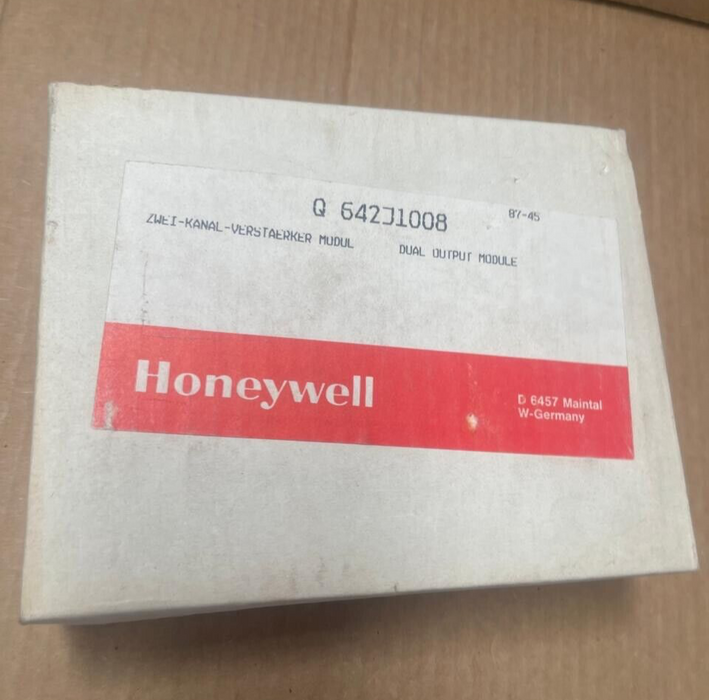 Q 642J1008 87-45
ZWEI-KANAL-VERSTAERKER MODUL DUAL OUTPUT MODULE
Honeywell
D 6457 Maintal
W-Germany